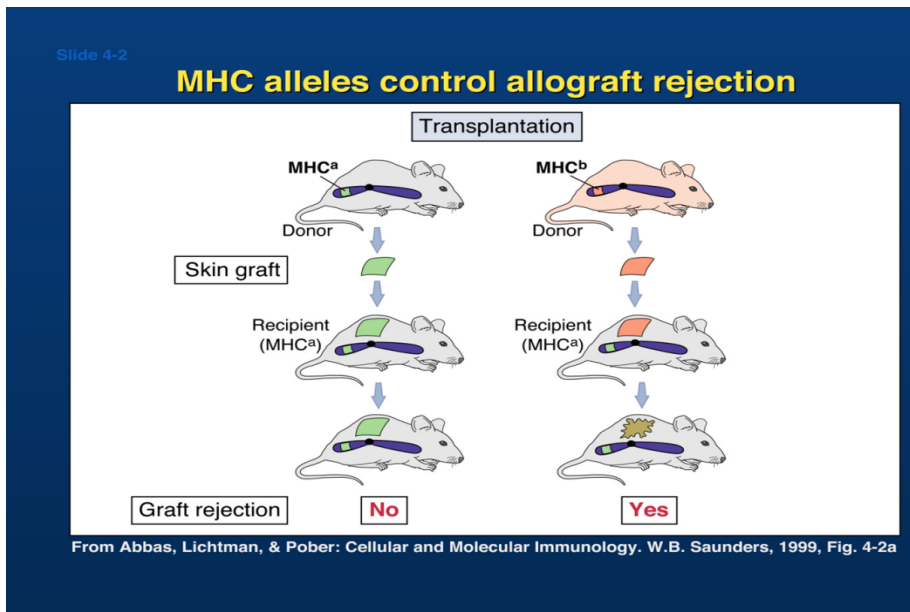 Slide 4-2
MHC alleles control allograft rejection
Transplantation
MHCᵃ
MHCᵇ
Donor
Donor
Skin graft
Recipient
(MHCᵃ)
Recipient
(MHCᵃ)
Graft rejection
No
Yes
From Abbas, Lichtman, & Pober: Cellular and Molecular Immunology. W.B. Saunders, 1999, Fig. 4-2a